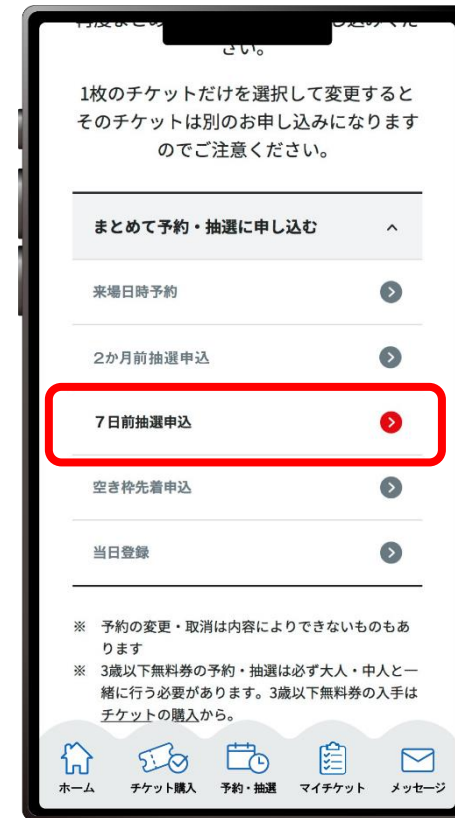 さい。
1枚のチケットだけを選択して変更すると
そのチケットは別のお申し込みになります
のでご注意ください。
まとめて予約・抽選に申し込む
来場日時予約
2か月前抽選申込
7日前抽選申込
空き枠先着申込
当日登録
※ 予約の変更・取消は内容によりできないものもあ
ります
※ 3歳以下無料券の予約・抽選は必ず大人・中人と一
緒に行う必要があります。3歳以下無料券の入手は
チケットの購入から。
ホーム チケット購入 予約・抽選 マイチケット メッセージ